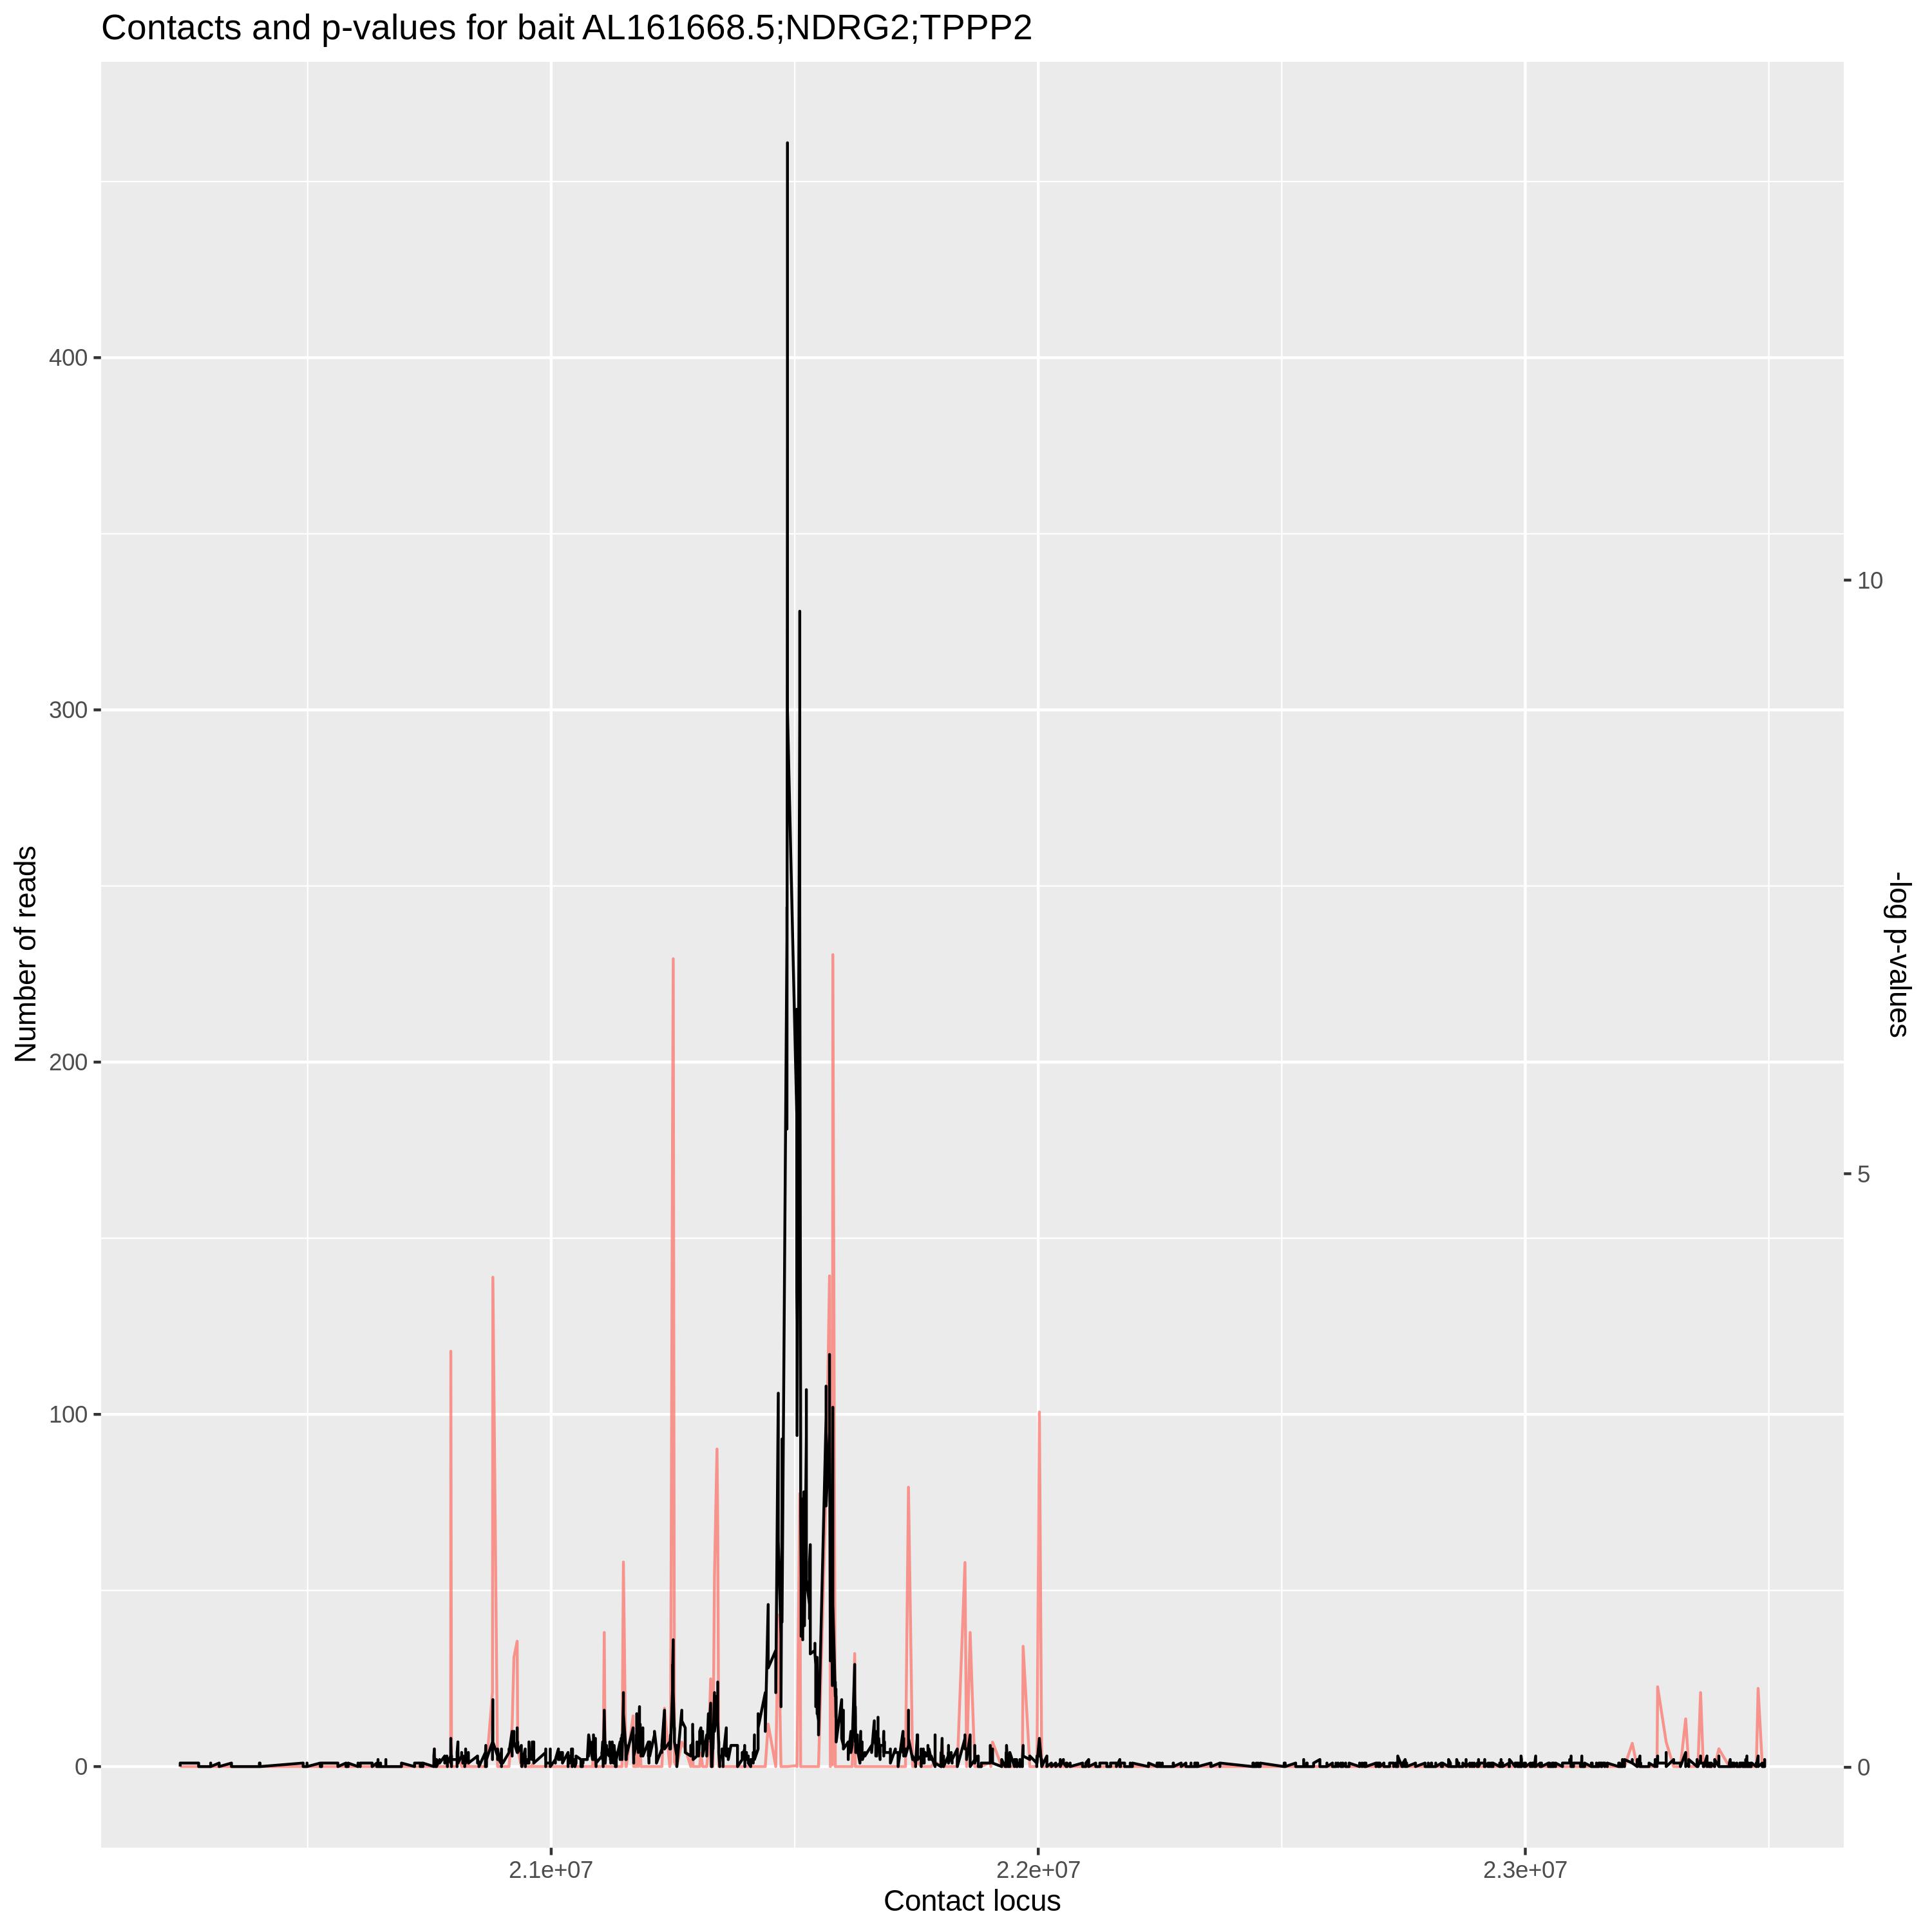 Contacts and p-values for bait AL161668.5;NDRG2;TPPP2
Number of reads
400
300
200
100
0
10
5
0
-log p-values
2.1e+07
2.2e+07
2.3e+07
Contact locus